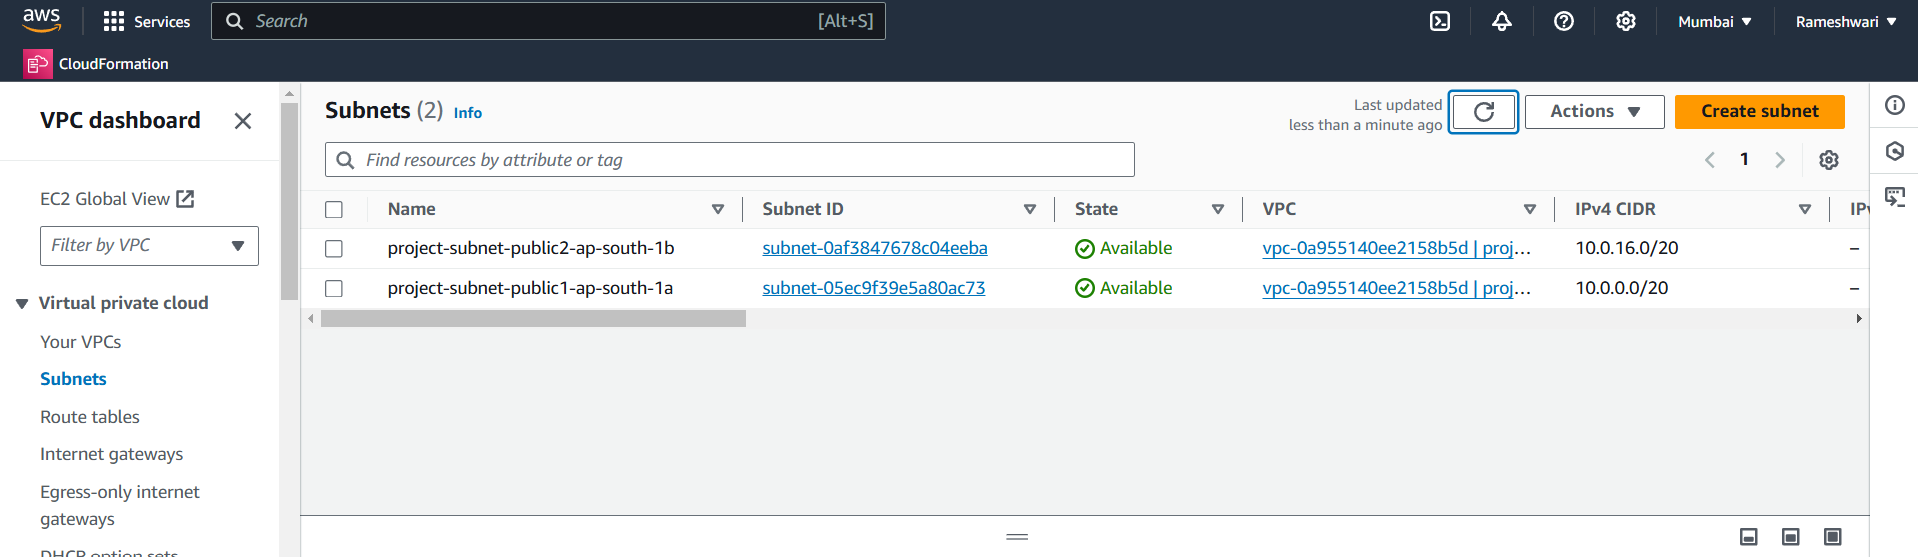 aws Services Search [Alt+S] Mumbai Rameshwari
CloudFormation
VPC dashboard
EC2 Global View
Filter by VPC
Virtual private cloud
Your VPCs
Subnets
Route tables
Internet gateways
Egress-only internet
gateways
DHCP option sets
Subnets (2) Info
Last updated
less than a minute ago
Actions
Create subnet
Find resources by attribute or tag
1
Name Subnet ID State VPC IPv4 CIDR
project-subnet-public2-ap-south-1b subnet-0af3847678c04eeba Available vpc-0a955140ee2158b5d | proj… 10.0.16.0/20 –
project-subnet-public1-ap-south-1a subnet-05ec9f39e5a80ac73 Available vpc-0a955140ee2158b5d | proj… 10.0.0.0/20 –